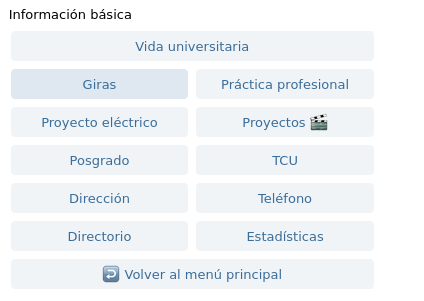 Información básica
Vida universitaria
Giras
Práctica profesional
Proyecto eléctrico
Proyectos 🎬
Posgrado
TCU
Dirección
Teléfono
Directorio
Estadísticas
↩️ Volver al menú principal